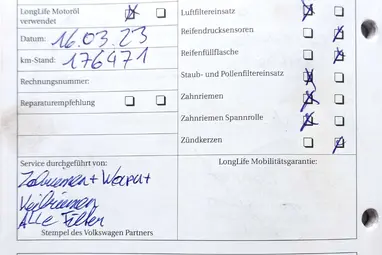 LongLife Motoröl
verwendet
Datum: 16.03.23
km-Stand: 176471
Rechnungsnummer:
Reparaturempfehlung
Service durchgeführt von:
Zahnriemen + Wapu +
Keilriemen
Alle Filter
Stempel des Volkswagen Partners
Luftfiltereinsatz
Reifendrucksensoren
Reifenfüllflasche
Staub- und Pollenfiltereinsatz
Zahnriemen
Zahnriemen Spannrolle
Zündkerzen
LongLife Mobilitätsgarantie: